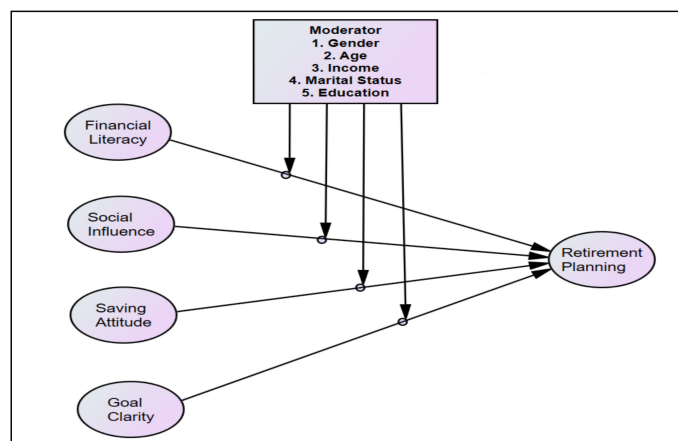 Moderator
1. Gender
2. Age
3. Income
4. Marital Status
5. Education
Financial
Literacy
Social
Influence
Saving
Attitude
Goal
Clarity
Retirement
Planning